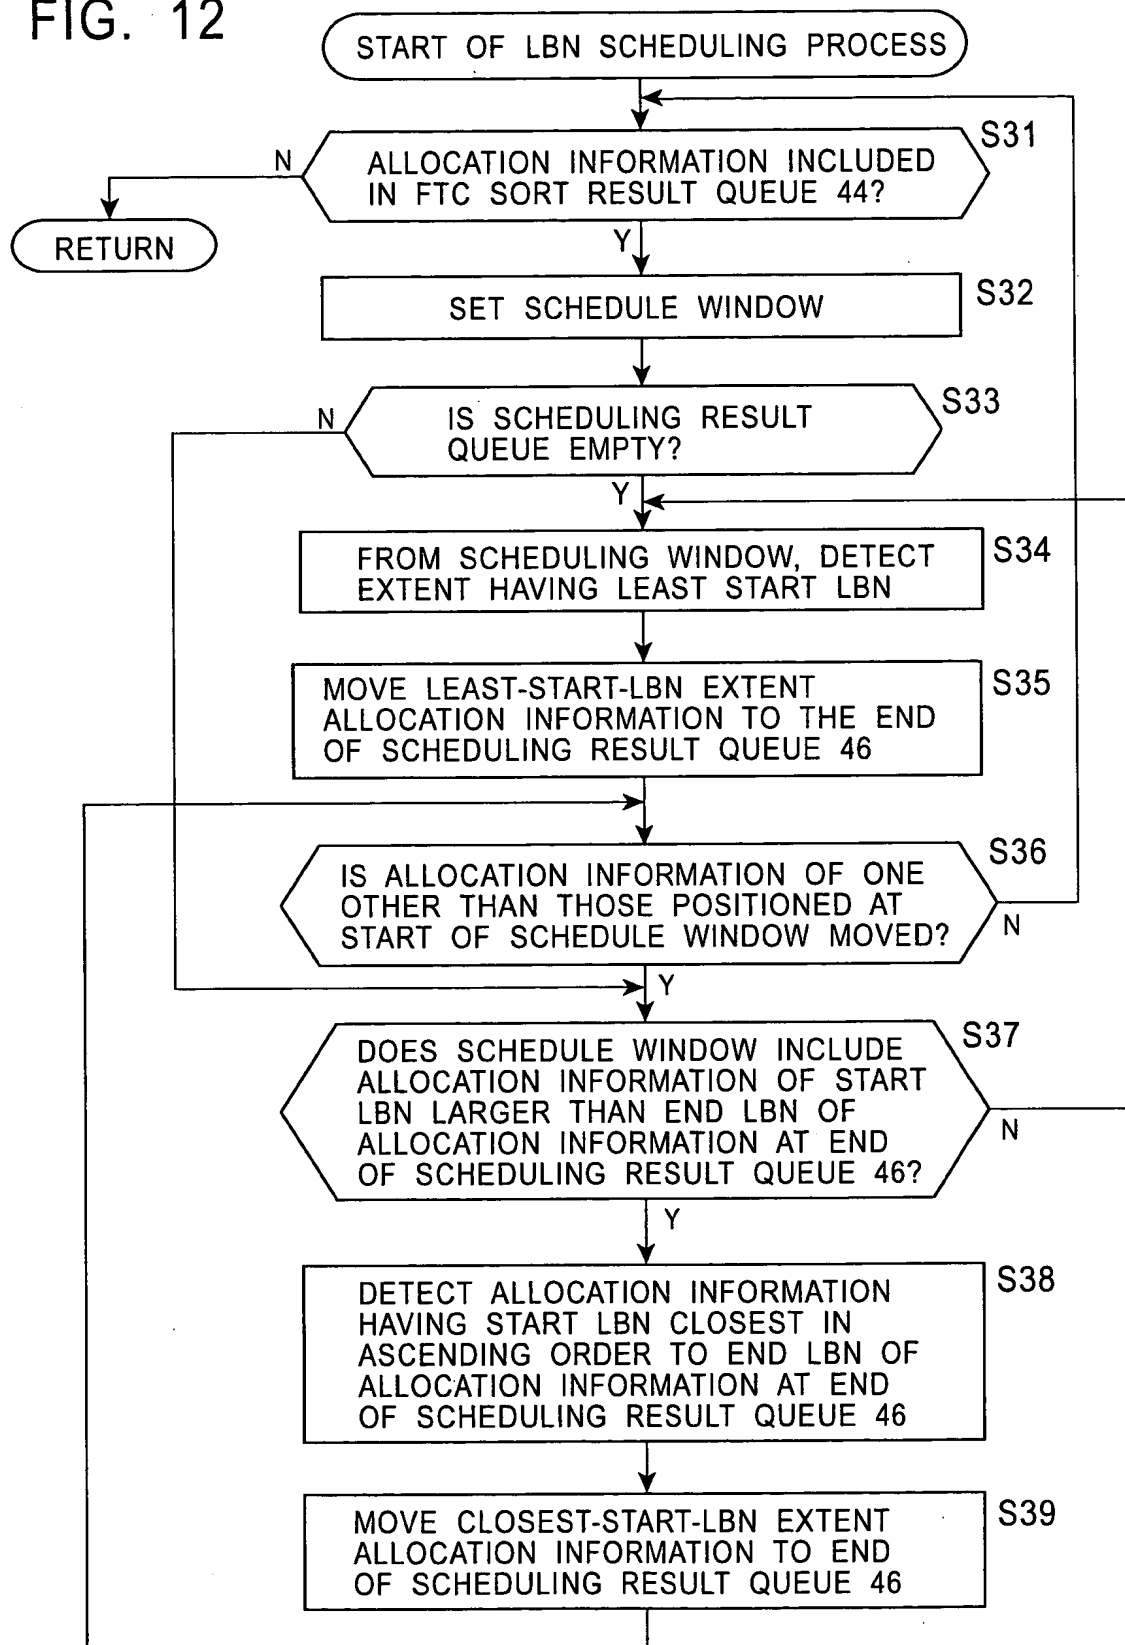 FIG. 12
START OF LBN SCHEDULING PROCESS
S31
N
ALLOCATION INFORMATION INCLUDED
IN FTC SORT RESULT QUEUE 44?
RETURN
Y
S32
SET SCHEDULE WINDOW
S33
N
IS SCHEDULING RESULT
QUEUE EMPTY?
Y
S34
FROM SCHEDULING WINDOW, DETECT
EXTENT HAVING LEAST START LBN
S35
MOVE LEAST-START-LBN EXTENT
ALLOCATION INFORMATION TO THE END
OF SCHEDULING RESULT QUEUE 46
S36
IS ALLOCATION INFORMATION OF ONE
OTHER THAN THOSE POSITIONED AT
START OF SCHEDULE WINDOW MOVED?
N
Y
S37
DOES SCHEDULE WINDOW INCLUDE
ALLOCATION INFORMATION OF START
LBN LARGER THAN END LBN OF
ALLOCATION INFORMATION AT END
OF SCHEDULING RESULT QUEUE 46?
N
Y
S38
DETECT ALLOCATION INFORMATION
HAVING START LBN CLOSEST IN
ASCENDING ORDER TO END LBN OF
ALLOCATION INFORMATION AT END
OF SCHEDULING RESULT QUEUE 46
S39
MOVE CLOSEST-START-LBN EXTENT
ALLOCATION INFORMATION TO END
OF SCHEDULING RESULT QUEUE 46